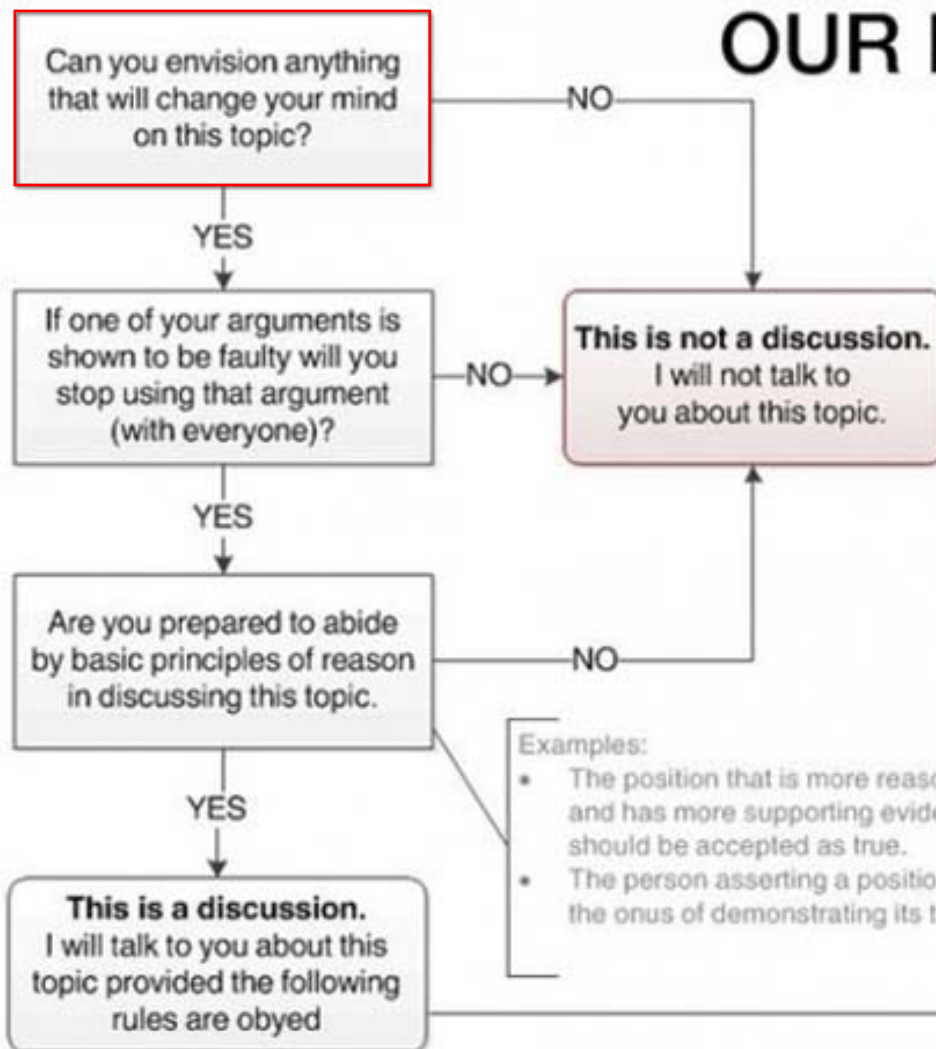 OUR
Can you envision anything
that will change your mind
on this topic?
NO
YES
If one of your arguments is
shown to be faulty will you
stop using that argument
(with everyone)?
NO
This is not a discussion.
I will not talk to
you about this topic.
YES
Are you prepared to abide
by basic principles of reason
in discussing this topic.
NO
Examples:
• The position that is more
and has more supporting
should be accepted as true.
• The person asserting a
the onus of demonstrating its
YES
This is a discussion.
I will talk to you about this
topic provided the following
rules are obyed